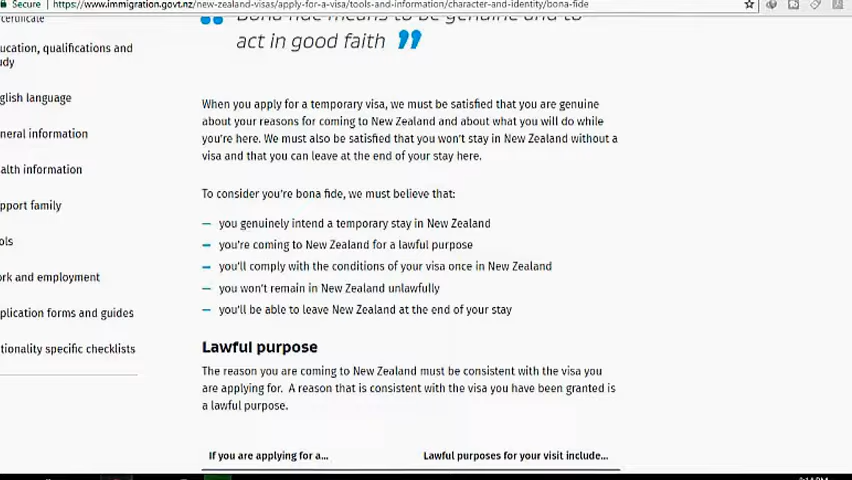 Secure https://www.immigration.govt.nz/new-zealand-visas/apply-for-a-visa/tools-and-information/character-and-identity/bona-fide
certificate
ucation, qualifications and
udy
glish language
neral information
alth information
pport family
ols
ork and employment
plication forms and guides
tionality specific checklists
Bona fide means to be genuine and to
act in good faith
When you apply for a temporary visa, we must be satisfied that you are genuine
about your reasons for coming to New Zealand and about what you will do while
you're here. We must also be satisfied that you won't stay in New Zealand without a
visa and that you can leave at the end of your stay here.
To consider you're bona fide, we must believe that:
– you genuinely intend a temporary stay in New Zealand
– you're coming to New Zealand for a lawful purpose
– you'll comply with the conditions of your visa once in New Zealand
– you won't remain in New Zealand unlawfully
– you'll be able to leave New Zealand at the end of your stay
Lawful purpose
The reason you are coming to New Zealand must be consistent with the visa you
are applying for. A reason that is consistent with the visa you have been granted is
a lawful purpose.
If you are applying for a... Lawful purposes for your visit include...